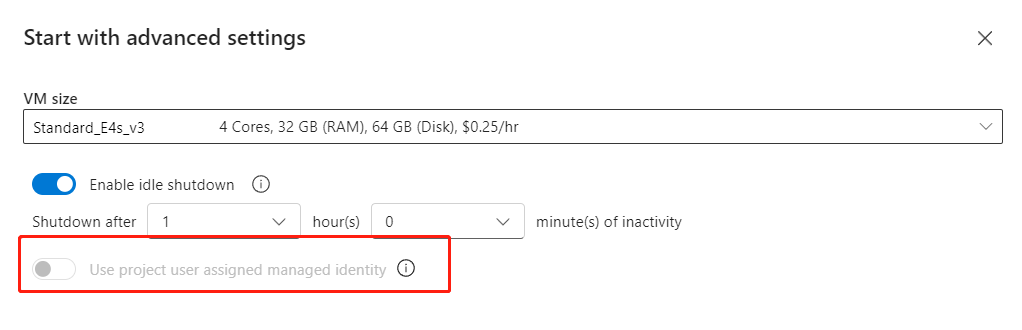 Start with advanced settings
VM size
Standard_E4s_v3 4 Cores, 32 GB (RAM), 64 GB (Disk), $0.25/hr
Enable idle shutdown
Shutdown after 1 hour(s) 0 minute(s) of inactivity
Use project user assigned managed identity